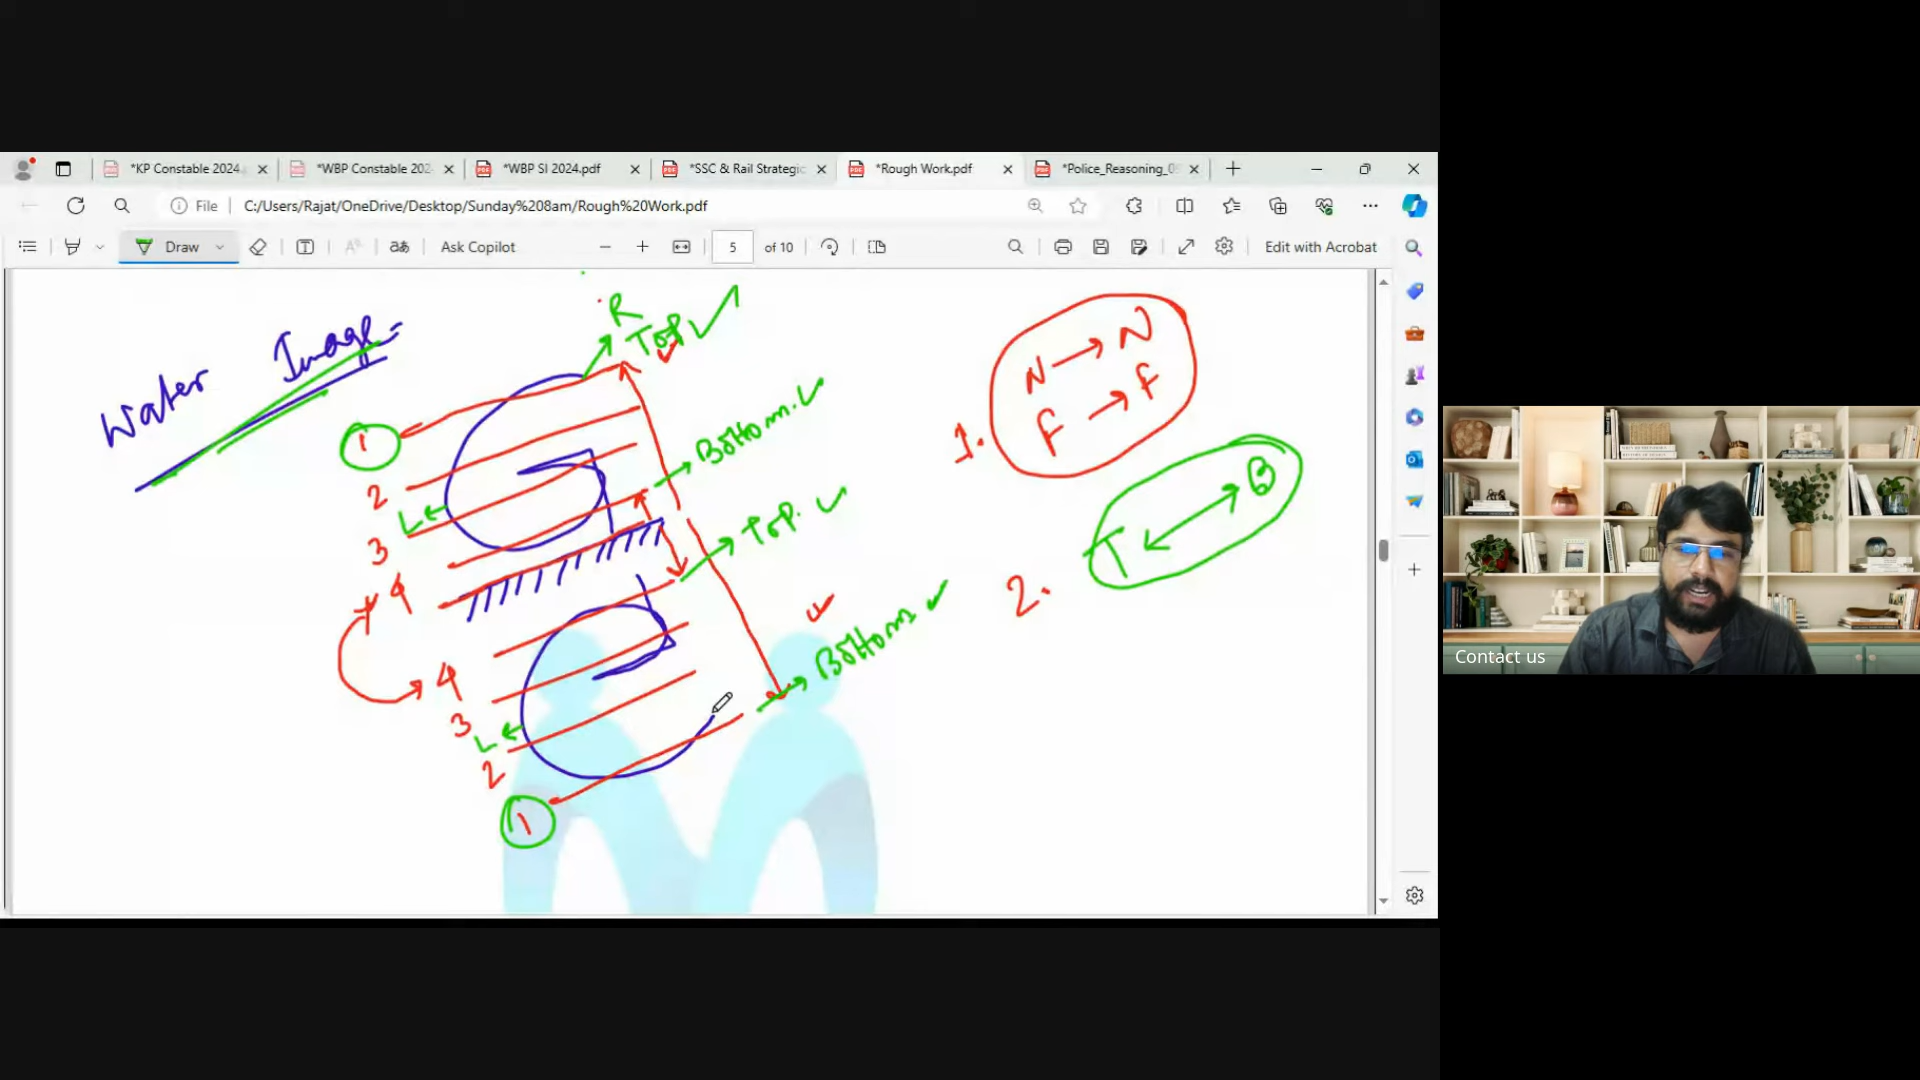 *KP Constable 2024
*WBP Constable 202
*WBP SI 2024.pdf
*SSC & Rail Strategic
*Rough Work.pdf
*Police_Reasoning_0
File
C:/Users/Rajat/OneDrive/Desktop/Sunday%208am/Rough%20Work.pdf
Draw
aあ
Ask Copilot
5
of 10
Edit with Acrobat
Water Image
R
Top
1
Bottom.
2
L
3
Top.
4
4
Bottom
3
L
2
1
1.
N → N
F → F
2.
T ↔ B
Contact us